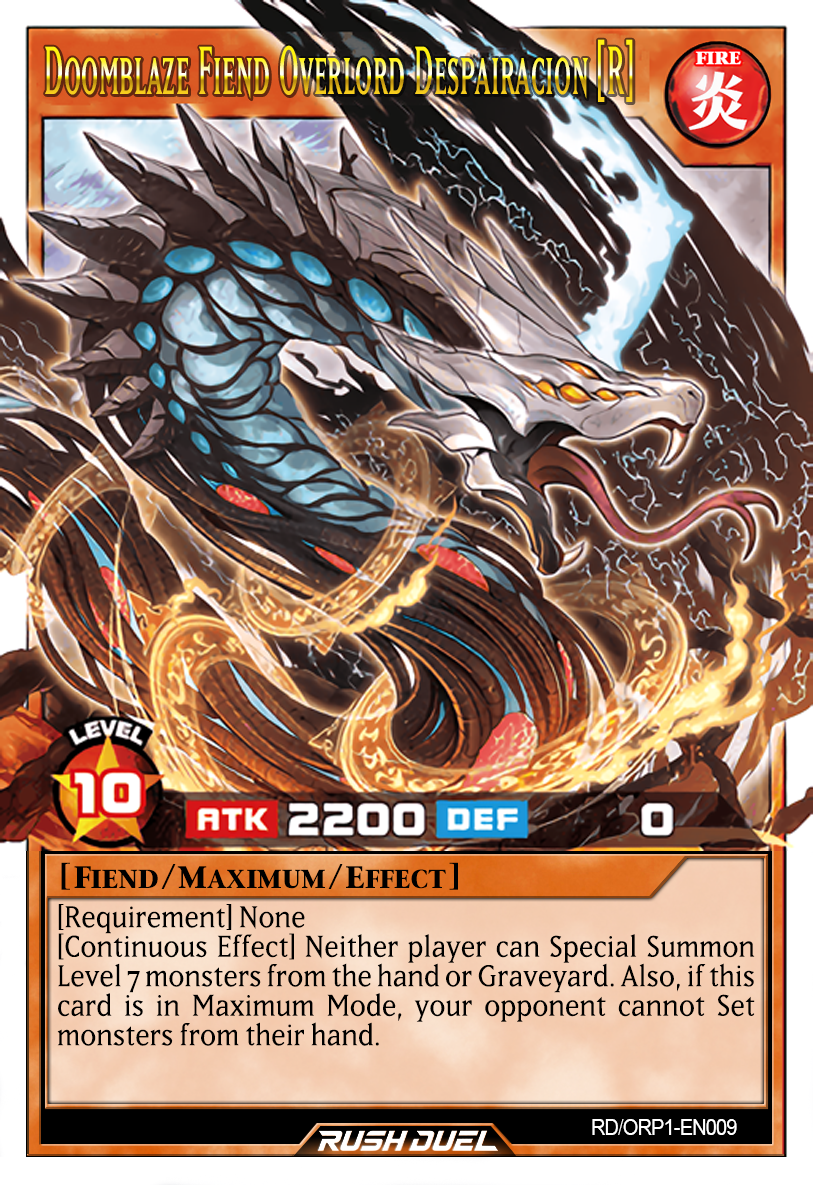 Doomblaze Fiend Overlord Despairacion [R]
FIRE
炎
LEVEL
10
ATK 2200 DEF 0
[Fiend/Maximum/Effect]
[Requirement] None
[Continuous Effect] Neither player can Special Summon
Level 7 monsters from the hand or Graveyard. Also, if this
card is in Maximum Mode, your opponent cannot Set
monsters from their hand.
RD/ORP1-EN009
RUSH DUEL